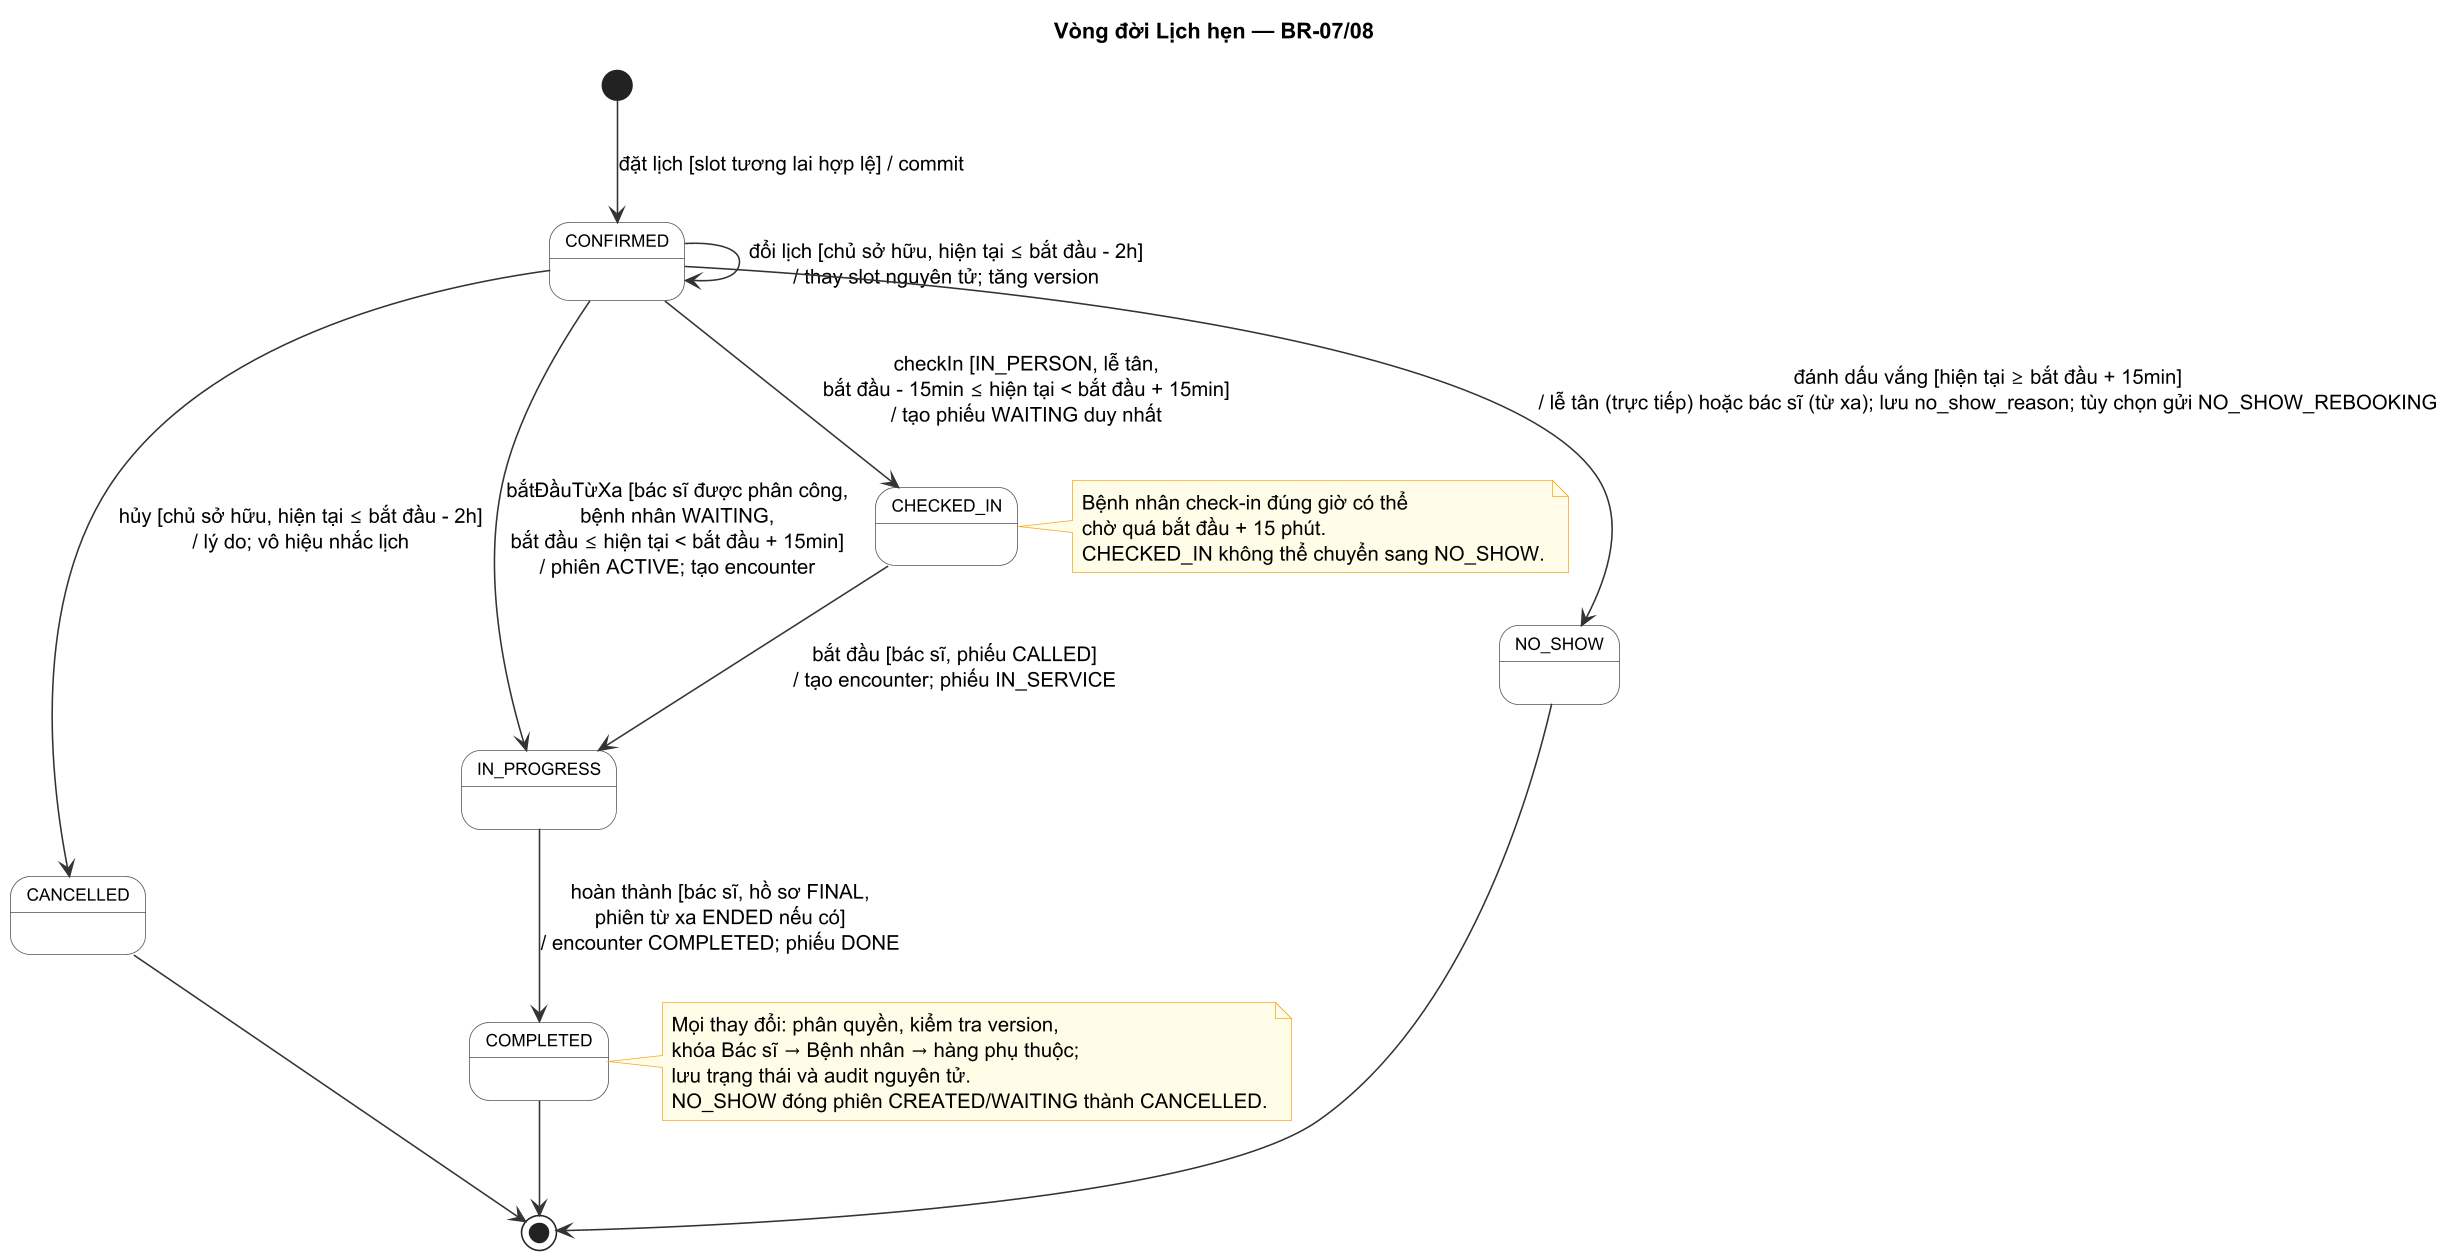 Vòng đời Lịch hẹn — BR-07/08
đặt lịch [slot tương lai hợp lệ] / commit
CONFIRMED
đổi lịch [chủ sở hữu, hiện tại ≤ bắt đầu - 2h]
/ thay slot nguyên tử; tăng version
checkIn [IN_PERSON, lễ tân,
bắt đầu - 15min ≤ hiện tại < bắt đầu + 15min]
/ tạo phiếu WAITING duy nhất
đánh dấu vắng [hiện tại ≥ bắt đầu + 15min]
/ lễ tân (trực tiếp) hoặc bác sĩ (từ xa); lưu no_show_reason; tùy chọn gửi NO_SHOW_REBOOKING
hủy [chủ sở hữu, hiện tại ≤ bắt đầu - 2h]
/ lý do; vô hiệu nhắc lịch
bắtĐầuTừXa [bác sĩ được phân công,
bệnh nhân WAITING,
bắt đầu ≤ hiện tại < bắt đầu + 15min]
/ phiên ACTIVE; tạo encounter
CHECKED_IN
Bệnh nhân check-in đúng giờ có thể
chờ quá bắt đầu + 15 phút.
CHECKED_IN không thể chuyển sang NO_SHOW.
bắt đầu [bác sĩ, phiếu CALLED]
/ tạo encounter; phiếu IN_SERVICE
NO_SHOW
IN_PROGRESS
CANCELLED
hoàn thành [bác sĩ, hồ sơ FINAL,
phiên từ xa ENDED nếu có]
/ encounter COMPLETED; phiếu DONE
COMPLETED
Mọi thay đổi: phân quyền, kiểm tra version,
khóa Bác sĩ → Bệnh nhân → hàng phụ thuộc;
lưu trạng thái và audit nguyên tử.
NO_SHOW đóng phiên CREATED/WAITING thành CANCELLED.